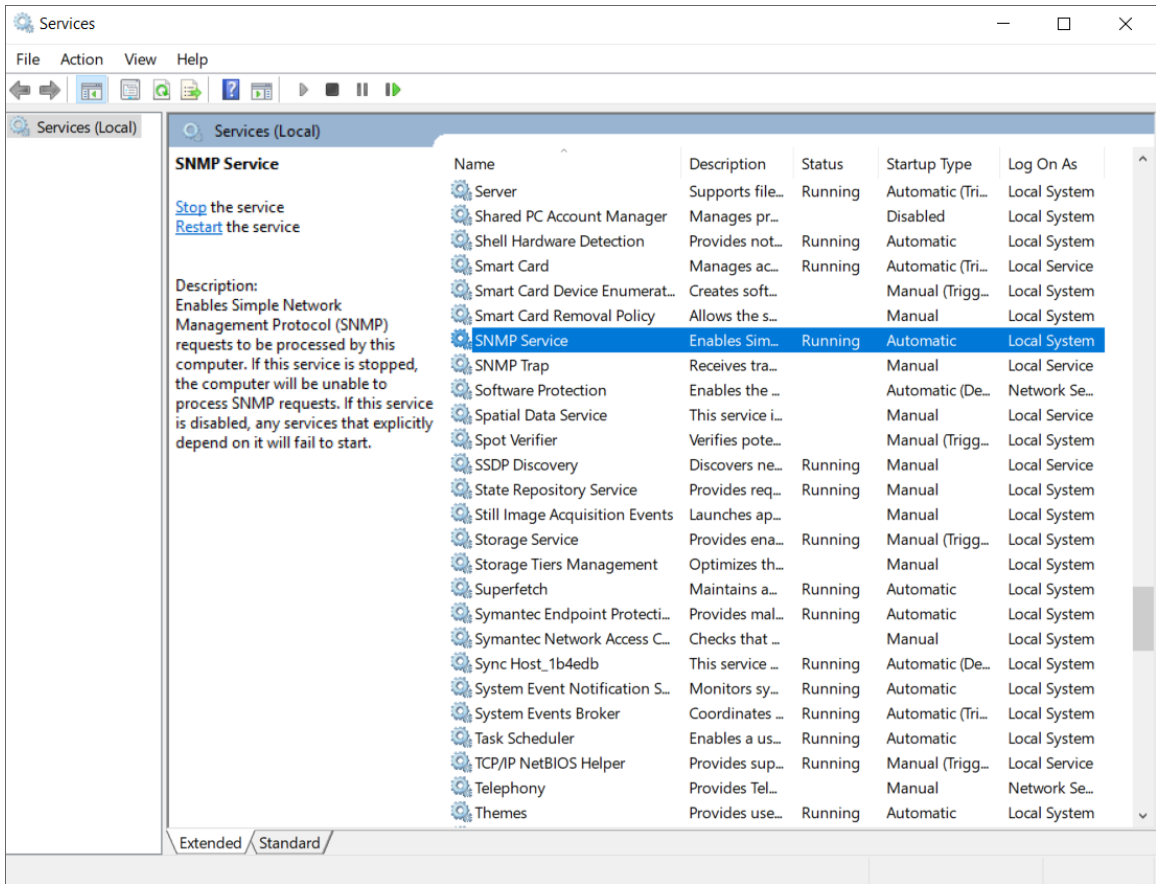 Services
File Action View Help
Services (Local)
Services (Local)
SNMP Service
Stop the service
Restart the service
Description:
Enables Simple Network
Management Protocol (SNMP)
requests to be processed by this
computer. If this service is stopped,
the computer will be unable to
process SNMP requests. If this service
is disabled, any services that explicitly
depend on it will fail to start.
Name Description Status Startup Type Log On As
Server Supports file... Running Automatic (Tri... Local System
Shared PC Account Manager Manages pr... Disabled Local System
Shell Hardware Detection Provides not... Running Automatic Local System
Smart Card Manages ac... Running Automatic (Tri... Local Service
Smart Card Device Enumerat... Creates soft... Manual (Trigg... Local System
Smart Card Removal Policy Allows the s... Manual Local System
SNMP Service Enables Sim... Running Automatic Local System
SNMP Trap Receives tra... Manual Local Service
Software Protection Enables the ... Automatic (De... Network Se...
Spatial Data Service This service i... Manual Local Service
Spot Verifier Verifies pote... Manual (Trigg... Local System
SSDP Discovery Discovers ne... Running Manual Local Service
State Repository Service Provides req... Running Manual Local System
Still Image Acquisition Events Launches ap... Manual Local System
Storage Service Provides ena... Running Manual (Trigg... Local System
Storage Tiers Management Optimizes th... Manual Local System
Superfetch Maintains a... Running Automatic Local System
Symantec Endpoint Protecti... Provides mal... Running Automatic Local System
Symantec Network Access C... Checks that ... Manual Local System
Sync Host_1b4edb This service ... Running Automatic (De... Local System
System Event Notification S... Monitors sy... Running Automatic Local System
System Events Broker Coordinates ... Running Automatic (Tri... Local System
Task Scheduler Enables a us... Running Automatic Local System
TCP/IP NetBIOS Helper Provides sup... Running Manual (Trigg... Local Service
Telephony Provides Tel... Manual Network Se...
Themes Provides use... Running Automatic Local System
Extended Standard